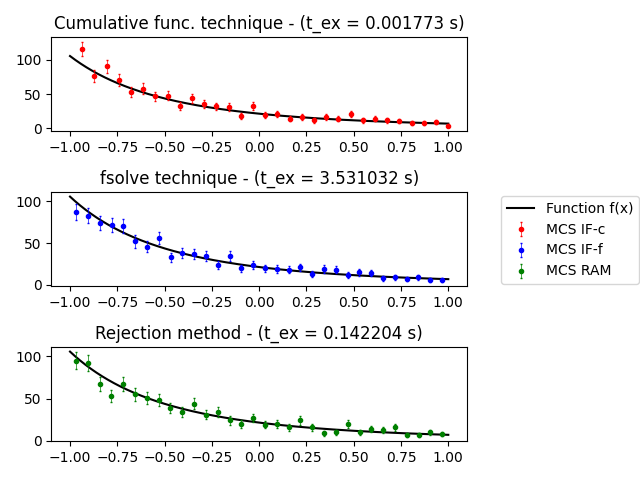 Cumulative func. technique - (t_ex = 0.001773 s)
100
50
0
−1.00 −0.75 −0.50 −0.25 0.00 0.25 0.50 0.75 1.00
fsolve technique - (t_ex = 3.531032 s)
100
50
0
−1.00 −0.75 −0.50 −0.25 0.00 0.25 0.50 0.75 1.00
Function f(x)
MCS IF-c
MCS IF-f
MCS RAM
Rejection method - (t_ex = 0.142204 s)
100
50
0
−1.00 −0.75 −0.50 −0.25 0.00 0.25 0.50 0.75 1.00